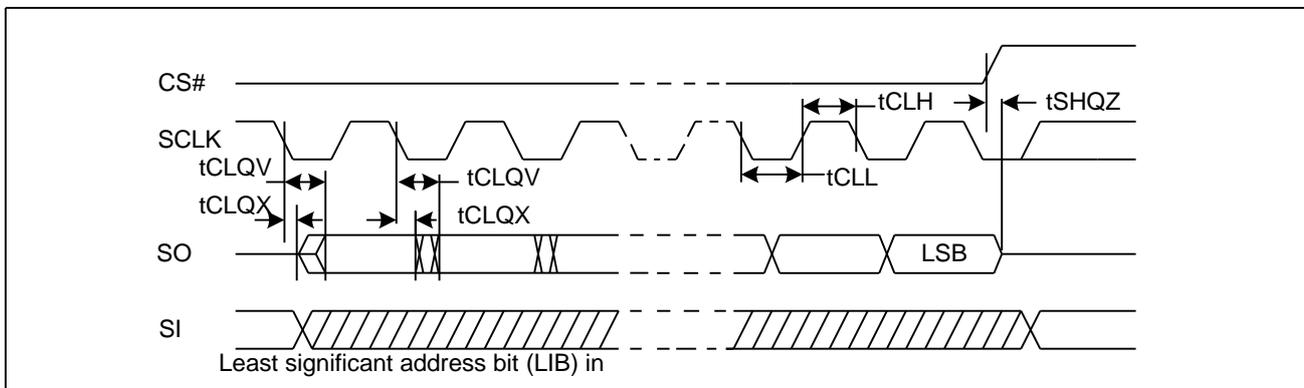 CS#
tCLH
tSHQZ
SCLK
tCLQV
tCLQV
tCLL
tCLQX
tCLQX
SO
LSB
SI
Least significant address bit (LIB) in